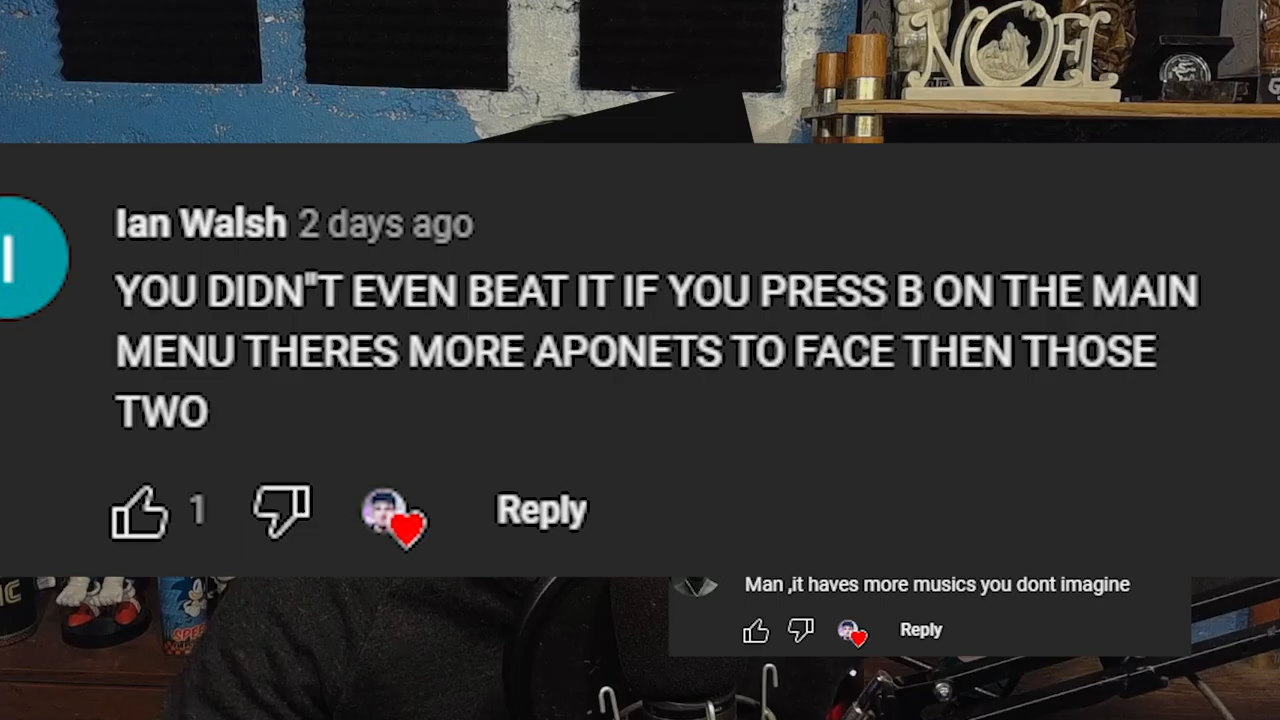 NOEL
I
Ian Walsh 2 days ago
YOU DIDN"T EVEN BEAT IT IF YOU PRESS B ON THE MAIN
MENU THERES MORE APONETS TO FACE THEN THOSE
TWO
1
Reply
Man ,it haves more musics you dont imagine
Reply